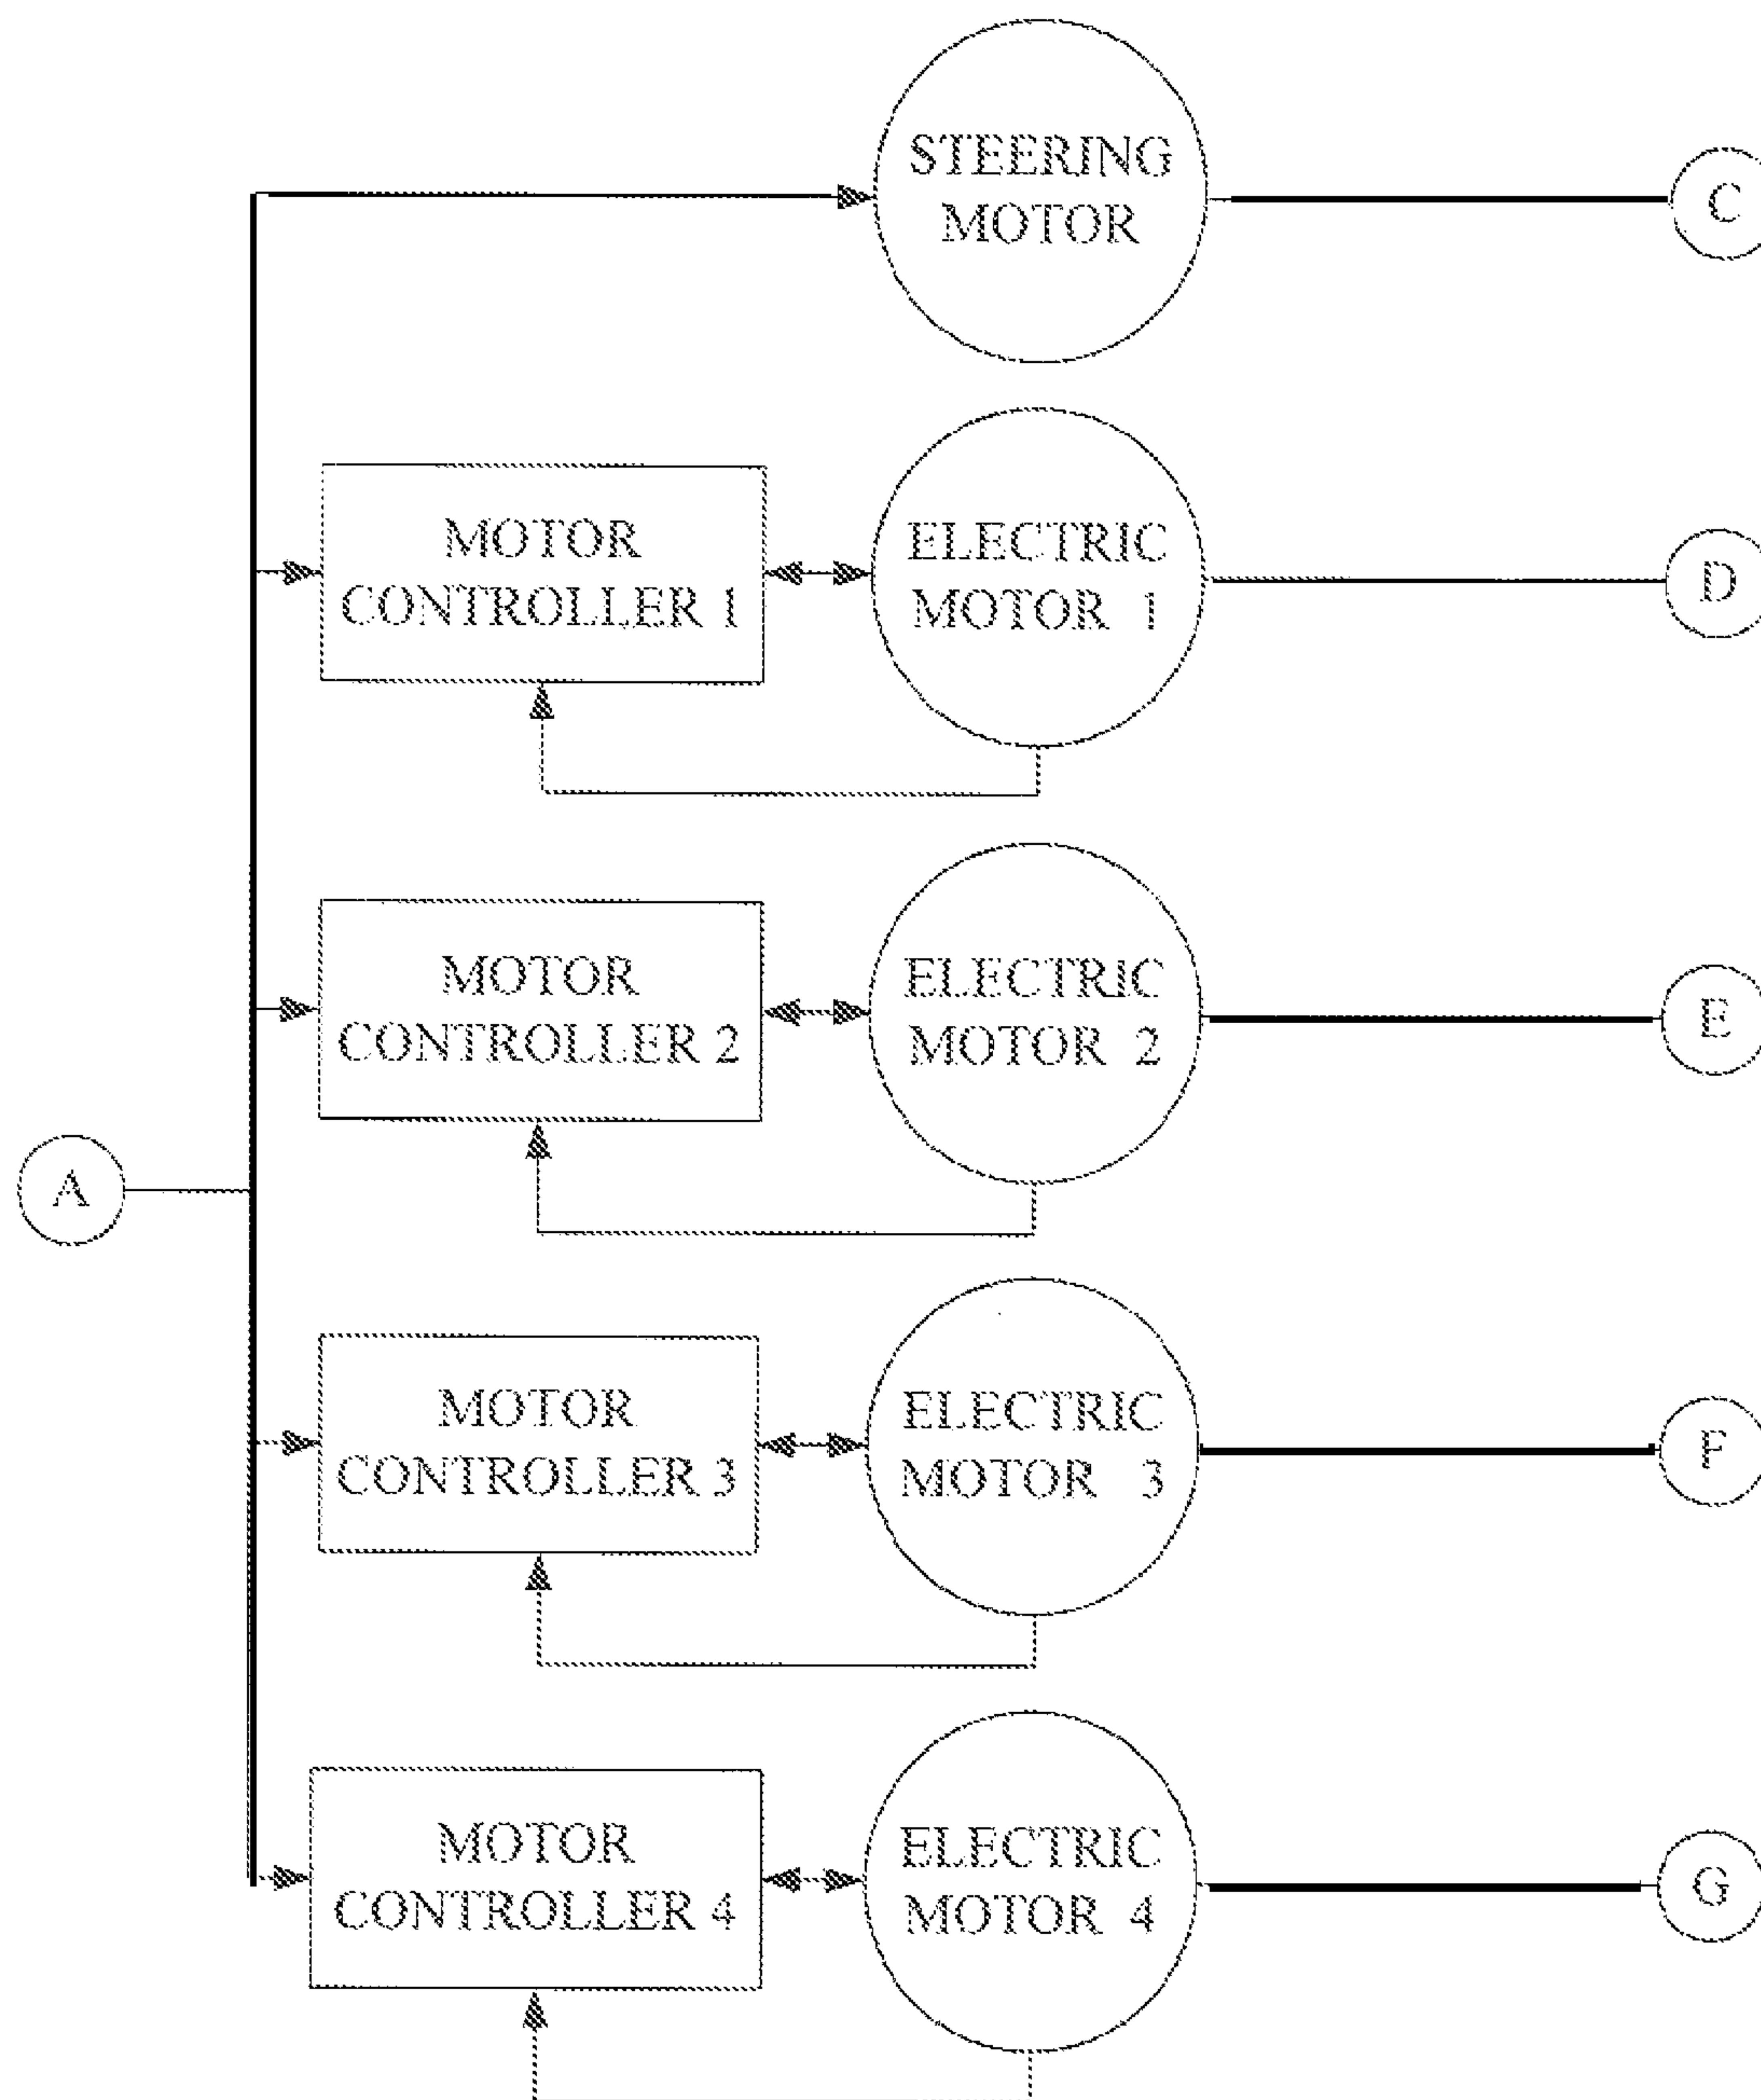 STEERING
MOTOR
C
MOTOR
CONTROLLER 1
ELECTRIC
MOTOR 1
D
MOTOR
CONTROLLER 2
ELECTRIC
MOTOR 2
E
A
MOTOR
CONTROLLER 3
ELECTRIC
MOTOR 3
F
MOTOR
CONTROLLER 4
ELECTRIC
MOTOR 4
G